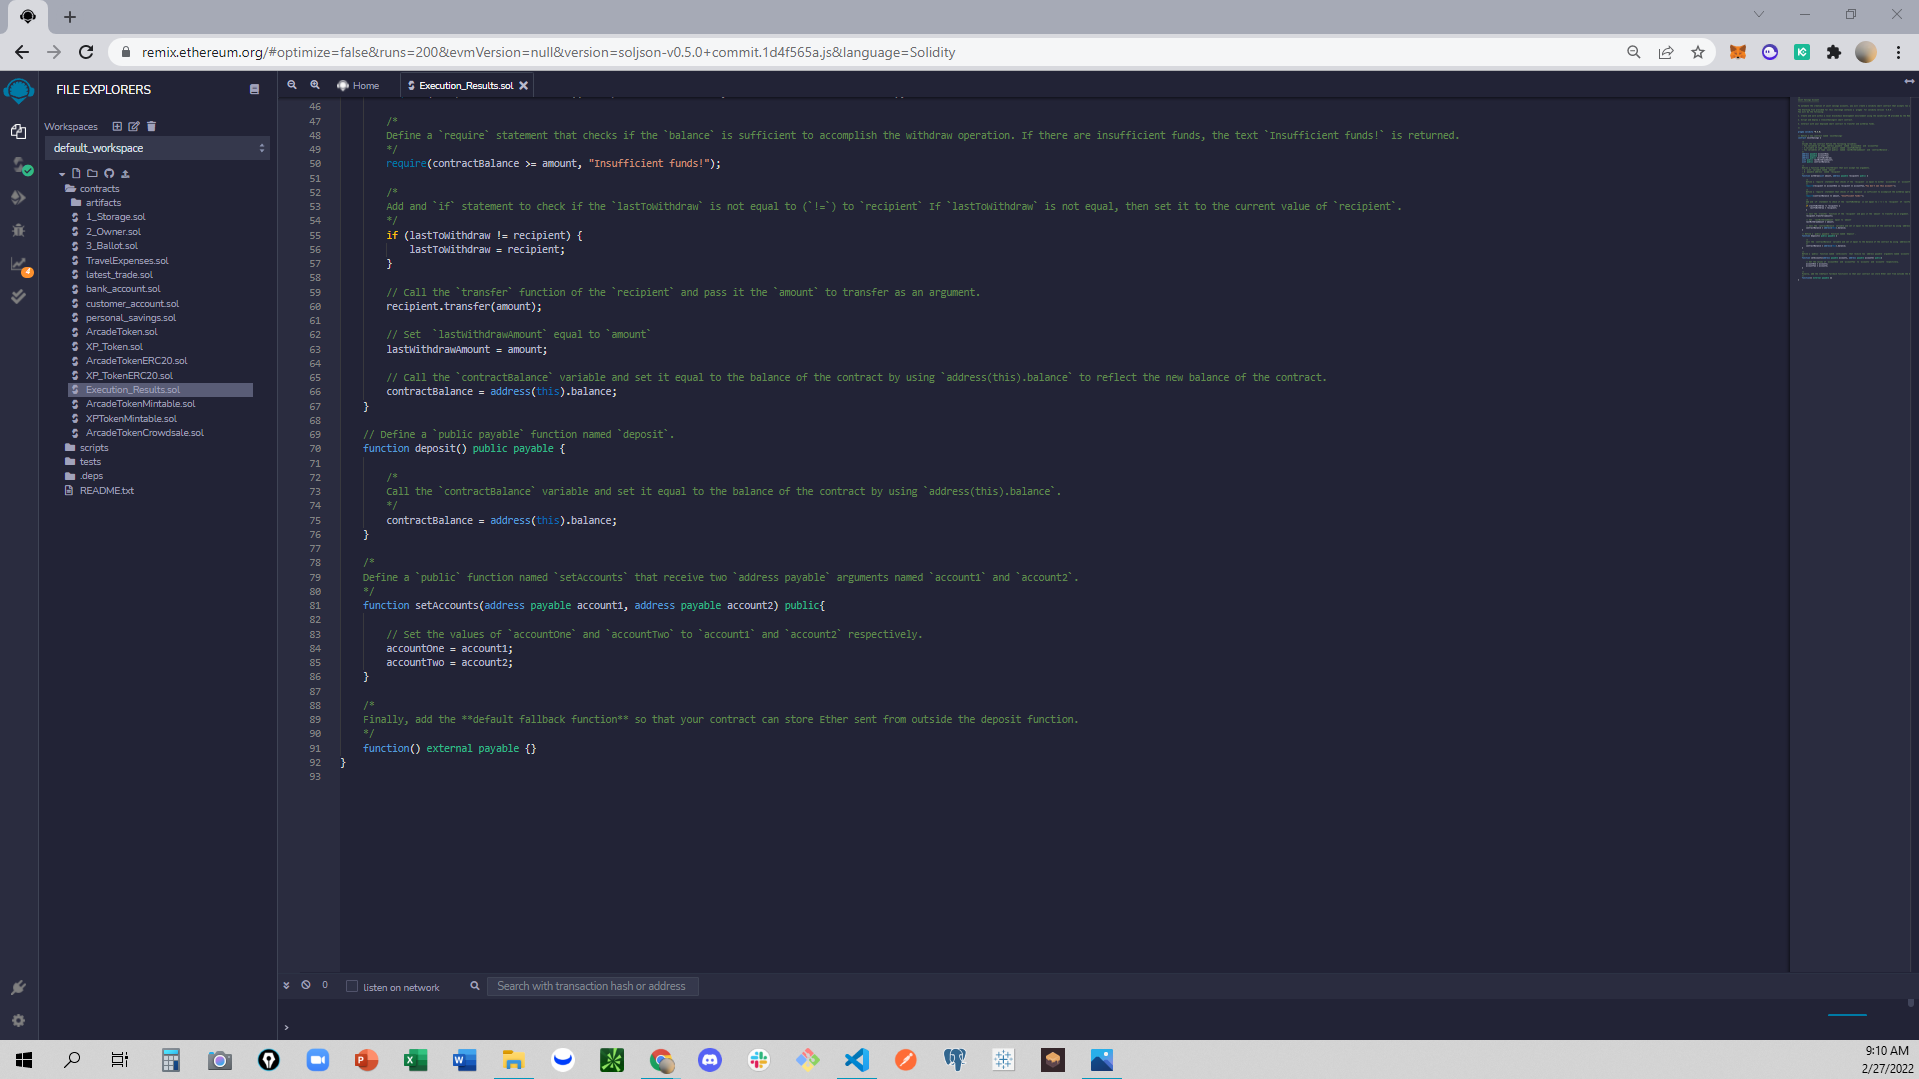 remix.ethereum.org/#optimize=false&runs=200&evmVersion=null&version=soljson-v0.5.0+commit.1d4f565a.js&language=Solidity
FILE EXPLORERS
Workspaces
default_workspace
contracts
artifacts
1_Storage.sol
2_Owner.sol
3_Ballot.sol
TravelExpenses.sol
latest_trade.sol
bank_account.sol
customer_account.sol
personal_savings.sol
ArcadeToken.sol
XP_Token.sol
ArcadeTokenERC20.sol
XP_TokenERC20.sol
Execution_Results.sol
ArcadeTokenMintable.sol
XPTokenMintable.sol
ArcadeTokenCrowdsale.sol
scripts
tests
.deps
README.txt
Home
Execution_Results.sol
46
47 /*
48 Define a `require` statement that checks if the `balance` is sufficient to accomplish the withdraw operation. If there are insufficient funds, the text `Insufficient funds!` is returned.
49 */
50 require(contractBalance >= amount, "Insufficient funds!");
51
52 /*
53 Add and `if` statement to check if the `lastToWithdraw` is not equal to (`!=`) to `recipient` If `lastToWithdraw` is not equal, then set it to the current value of `recipient`.
54 */
55 if (lastToWithdraw != recipient) {
56 lastToWithdraw = recipient;
57 }
58
59 // Call the `transfer` function of the `recipient` and pass it the `amount` to transfer as an argument.
60 recipient.transfer(amount);
61
62 // Set  `lastWithdrawAmount` equal to `amount`
63 lastWithdrawAmount = amount;
64
65 // Call the `contractBalance` variable and set it equal to the balance of the contract by using `address(this).balance` to reflect the new balance of the contract.
66 contractBalance = address(this).balance;
67 }
68
69 // Define a `public payable` function named `deposit`.
70 function deposit() public payable {
71
72 /*
73 Call the `contractBalance` variable and set it equal to the balance of the contract by using `address(this).balance`.
74 */
75 contractBalance = address(this).balance;
76 }
77
78 /*
79 Define a `public` function named `setAccounts` that receive two `address payable` arguments named `account1` and `account2`.
80 */
81 function setAccounts(address payable account1, address payable account2) public{
82
83 // Set the values of `accountOne` and `accountTwo` to `account1` and `account2` respectively.
84 accountOne = account1;
85 accountTwo = account2;
86 }
87
88 /*
89 Finally, add the **default fallback function** so that your contract can store Ether sent from outside the deposit function.
90 */
91 function() external payable {}
92 }
93
0
listen on network
Search with transaction hash or address
>
9:10 AM
2/27/2022